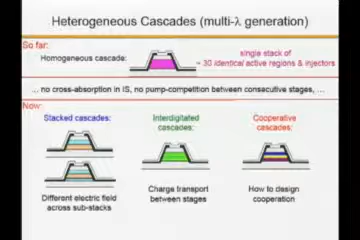 Heterogeneous Cascades (multi-λ generation)
So far:
Homogeneous cascade:
single stack of
≈ 30 identical active regions & injectors
... no cross-absorption in IS, no pump-competition between consecutive stages, ...
Now:
Stacked cascades:
Interdigitated
cascades:
Cooperative
cascades:
Different electric field
across sub-stacks
Charge transport
between stages
How to design
cooperation